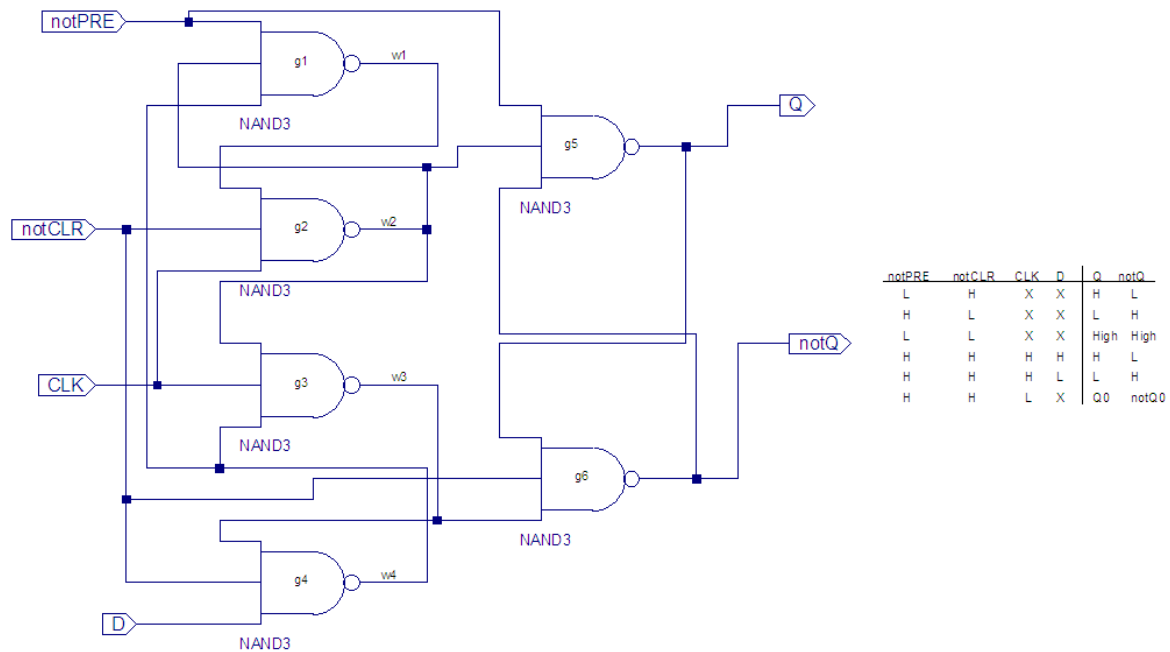 notPRE
g1
w1
NAND3
Q
g5
NAND3
notCLR
g2
w2
NAND3
notPRE notCLR CLK D Q notQ
L H X X H L
H L X X L H
L L X X High High
H H H H H L
H H H L L H
H H L X Q0 notQ0
notQ
CLK
g3
w3
NAND3
g6
NAND3
g4
w4
D
NAND3